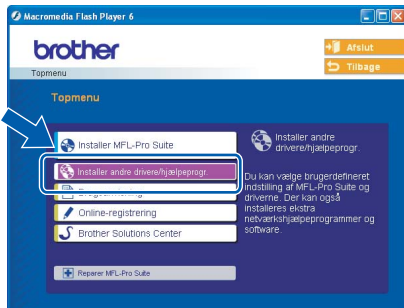 Macromedia Flash Player 6
brother
Afslut
Tilbage
Topmenu
Topmenu
Installer MFL-Pro Suite
Installer andre drivere/hjælpeprogr.
Online-registrering
Brother Solutions Center
Reparer MFL-Pro Suite
Installer andre
drivere/hjælpeprogr.
Du kan vælge brugerdefineret
indstilling af MFL-Pro Suite og
driverne. Der kan også
installeres ekstra
netværkshjælpeprogrammer og
software.